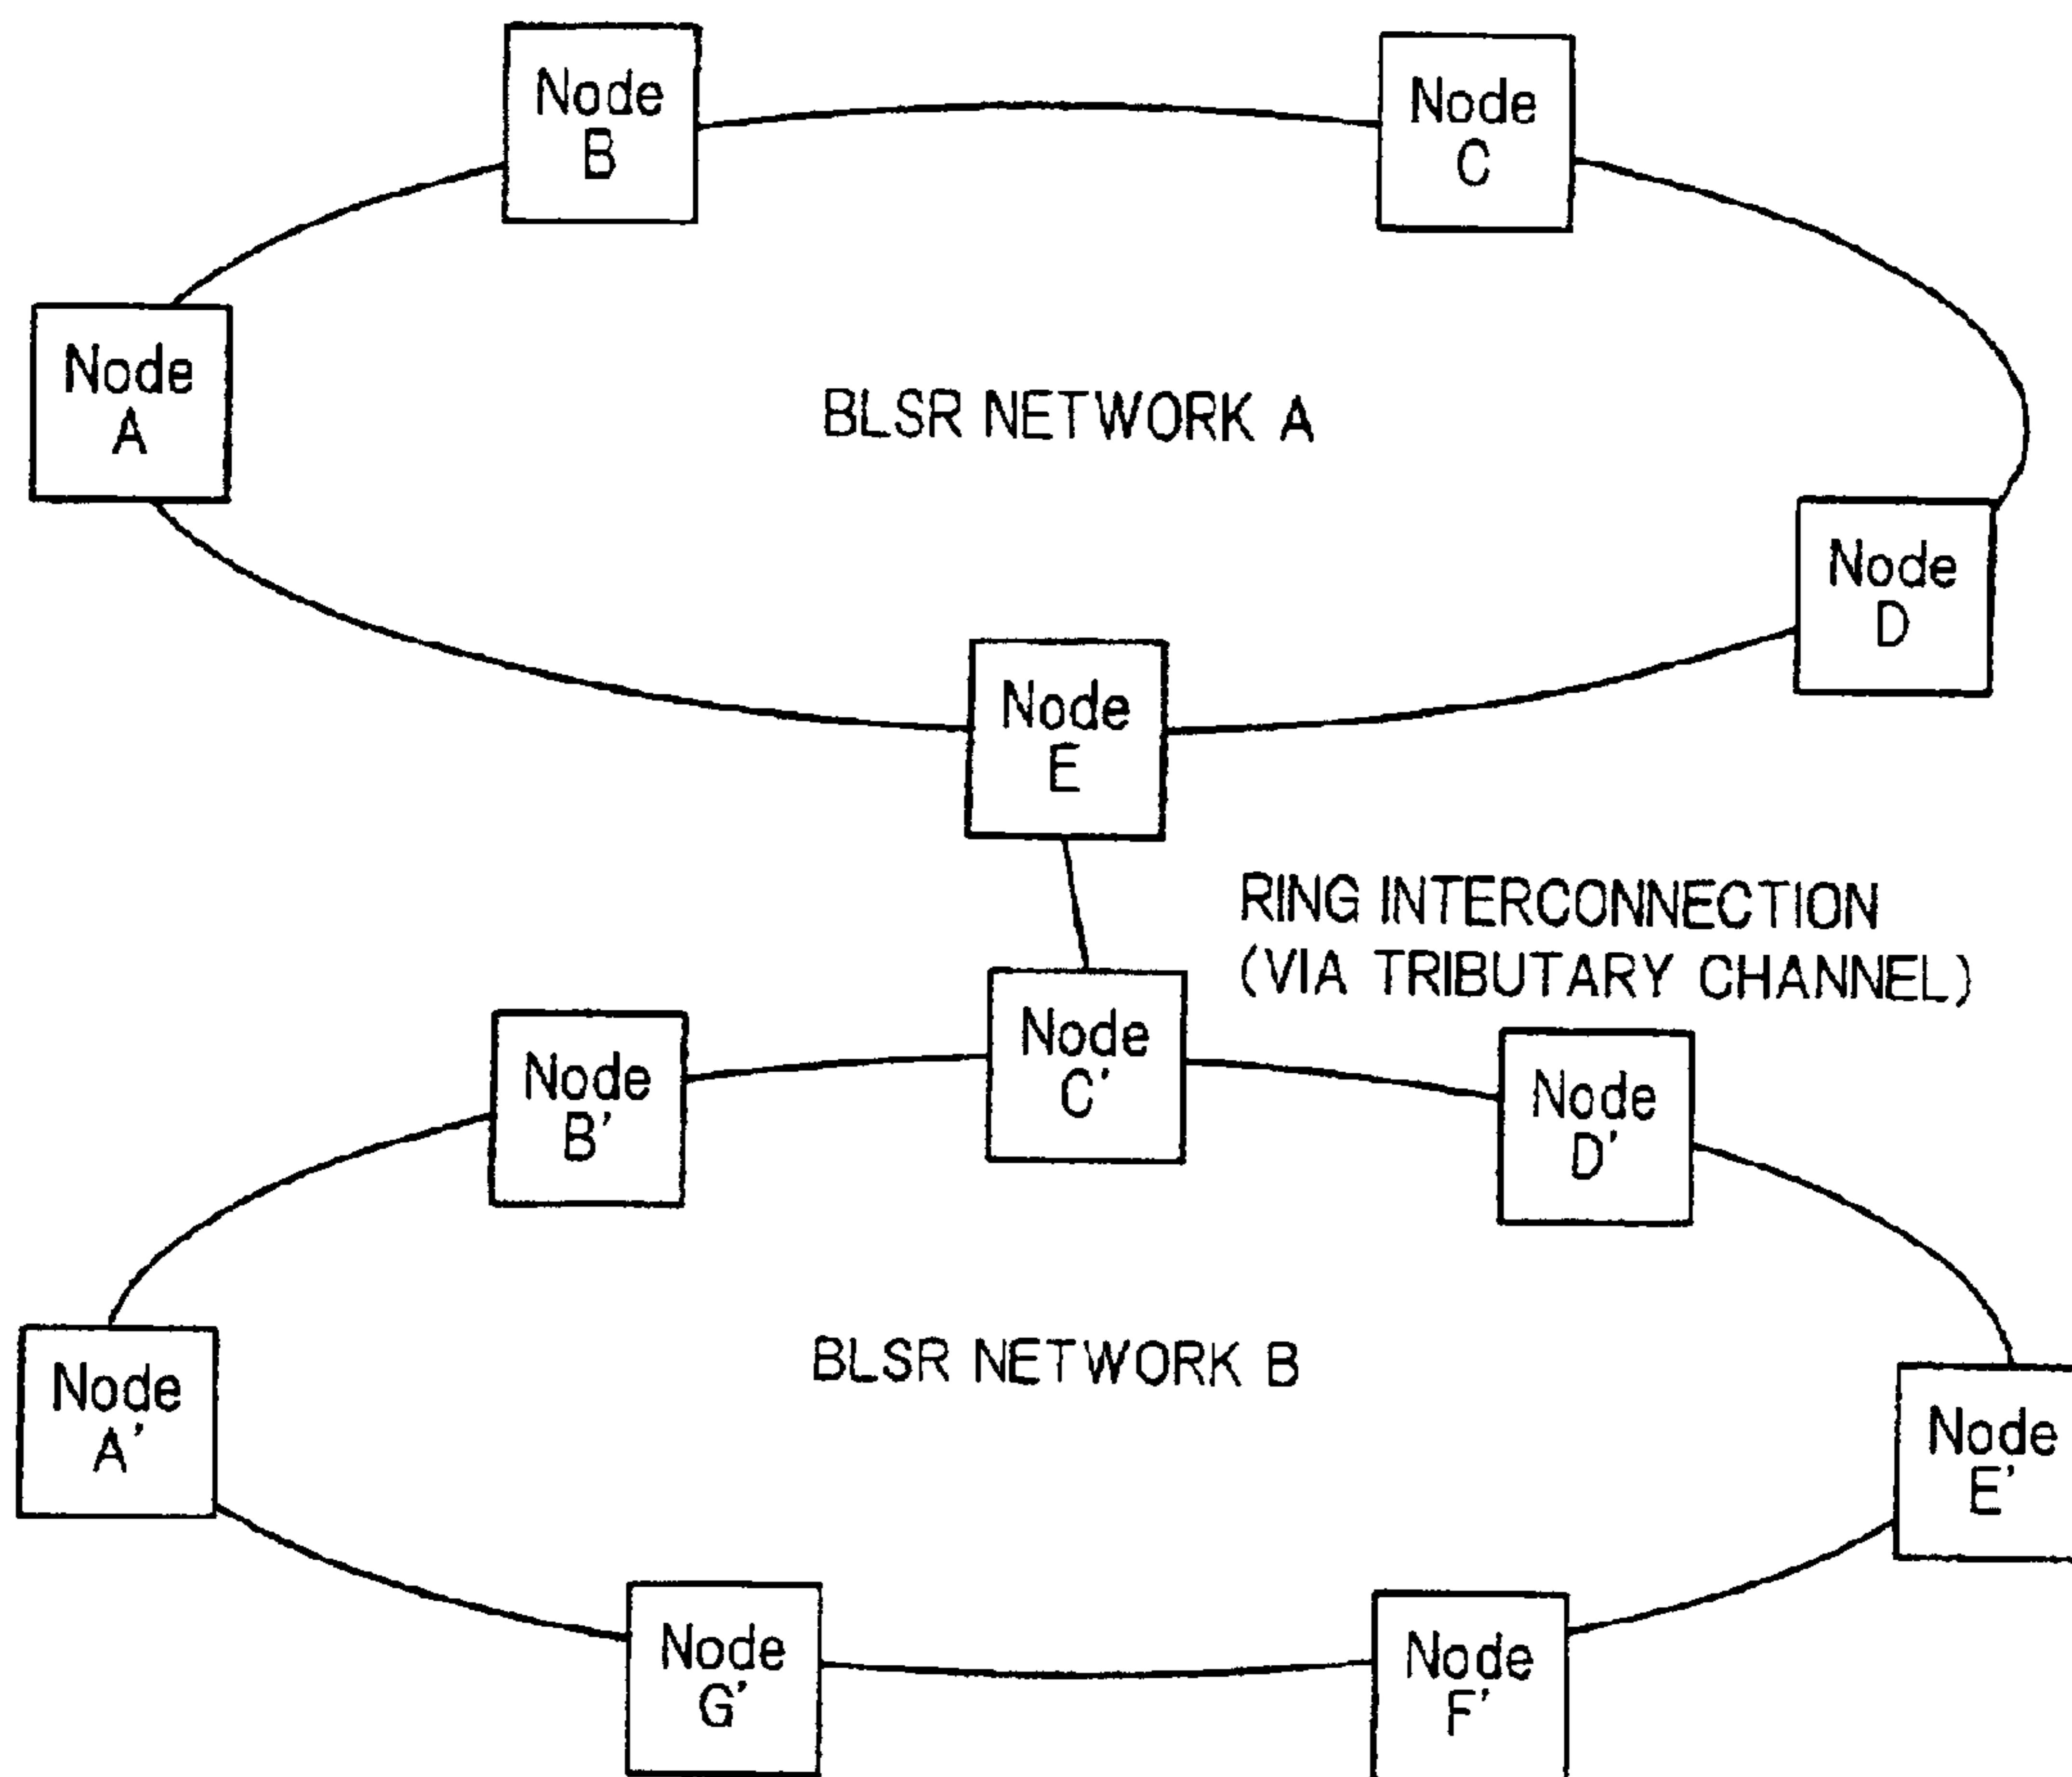 Node
B
Node
C
Node
A
BLSR NETWORK A
Node
D
Node
E
RING INTERCONNECTION
(VIA TRIBUTARY CHANNEL)
Node
B'
Node
C'
Node
D'
BLSR NETWORK B
Node
A'
Node
E'
Node
G'
Node
F'